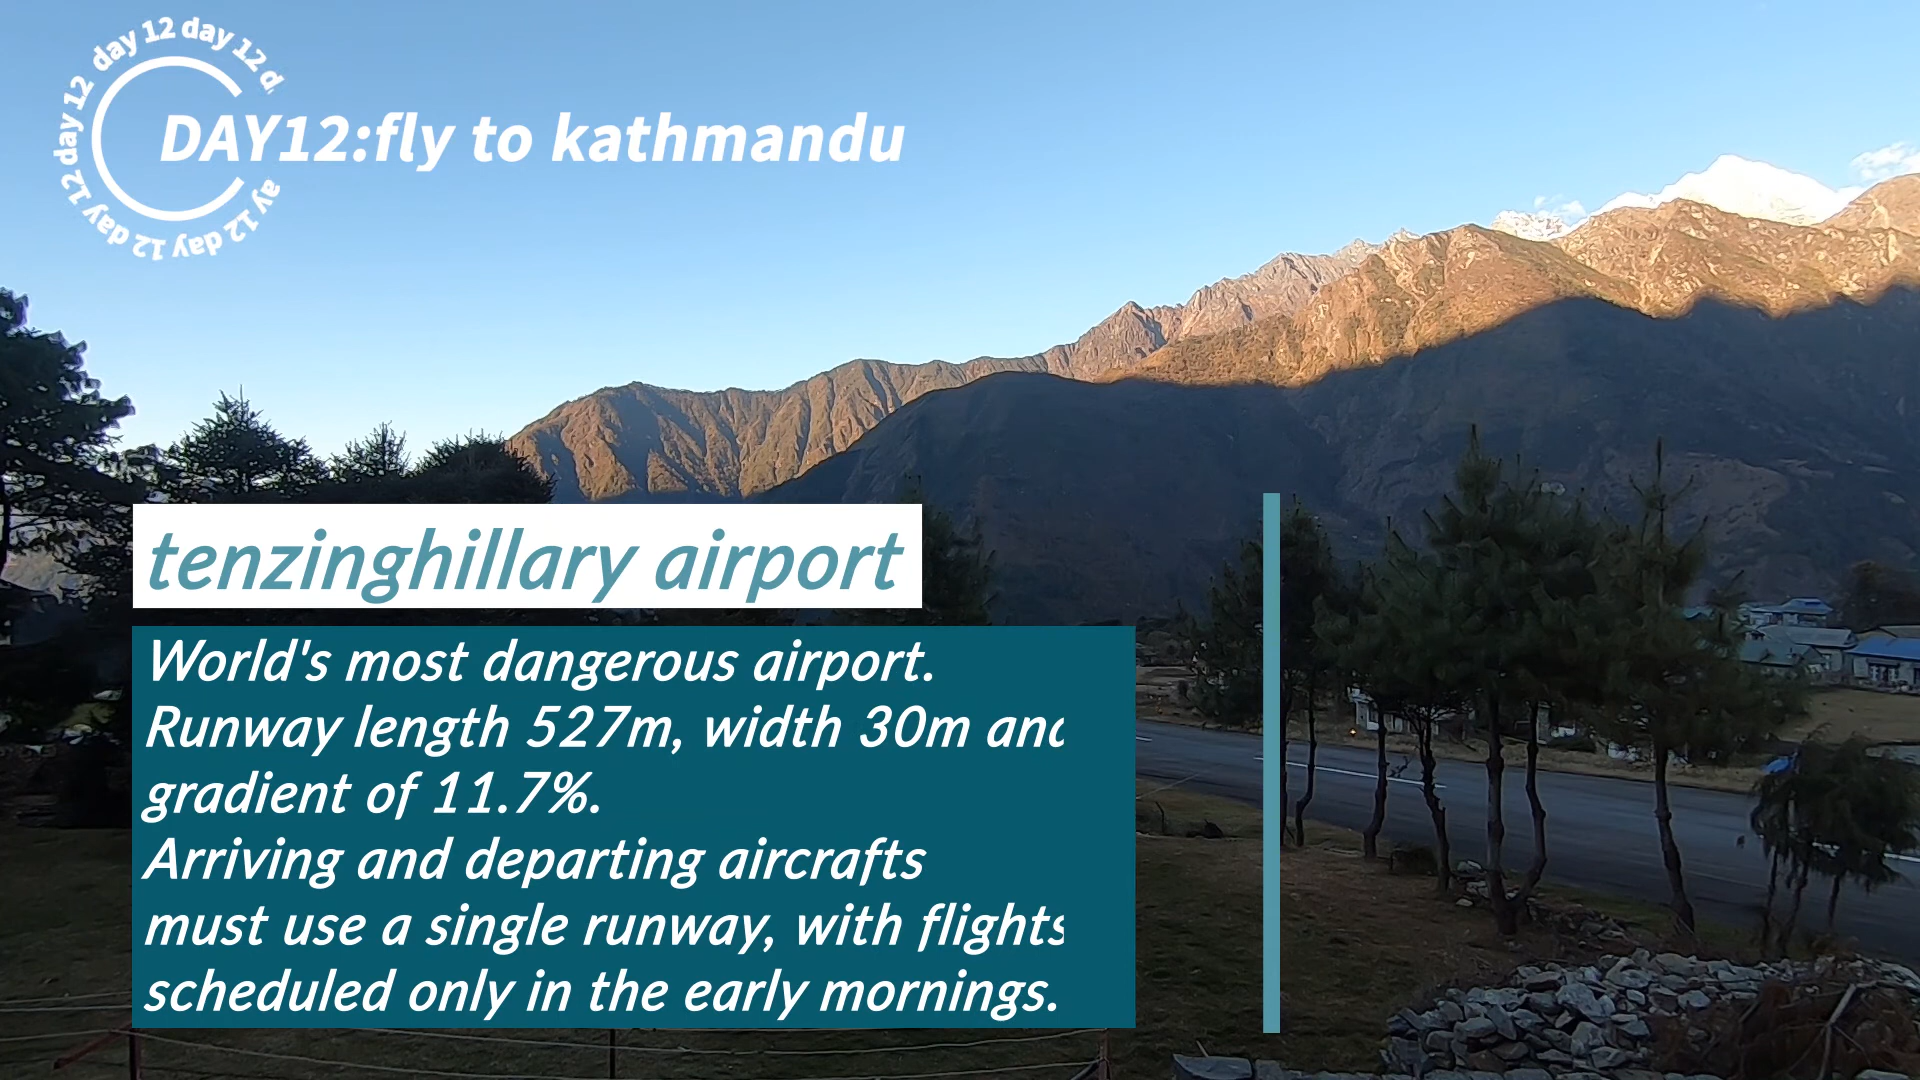 day 12 day 12 d
ay 12 day 12 day 12 day 12
DAY12:fly to kathmandu
tenzinghillary airport
World's most dangerous airport.
Runway length 527m, width 30m and
gradient of 11.7%.
Arriving and departing aircrafts
must use a single runway, with flights
scheduled only in the early mornings.